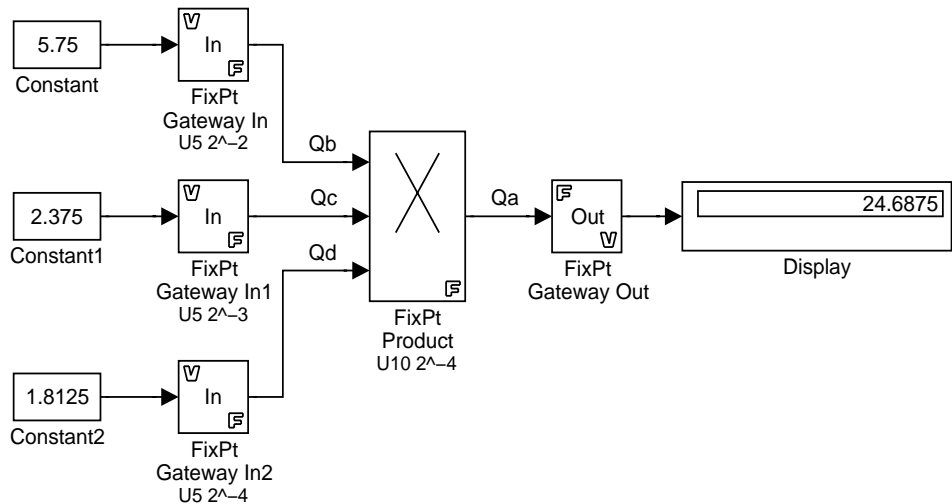 V
5.75
In
F
Constant
FixPt
Gateway In
U5 2^–2
Qb
V
2.375
In
F
Constant1
FixPt
Gateway In1
U5 2^–3
Qc
Qd
F
FixPt
Product
U10 2^–4
Qa
F
Out
V
FixPt
Gateway Out
24.6875
Display
V
1.8125
In
F
Constant2
FixPt
Gateway In2
U5 2^–4